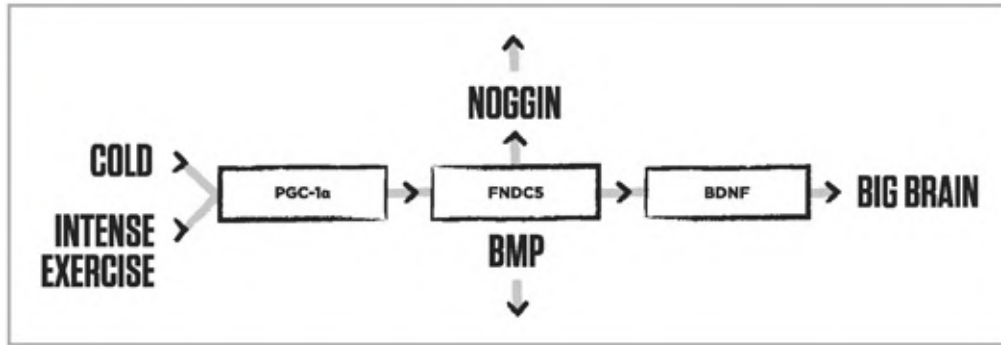 NOGGIN
COLD
PGC-1α
FNDC5
BDNF
BIG BRAIN
INTENSE
EXERCISE
BMP